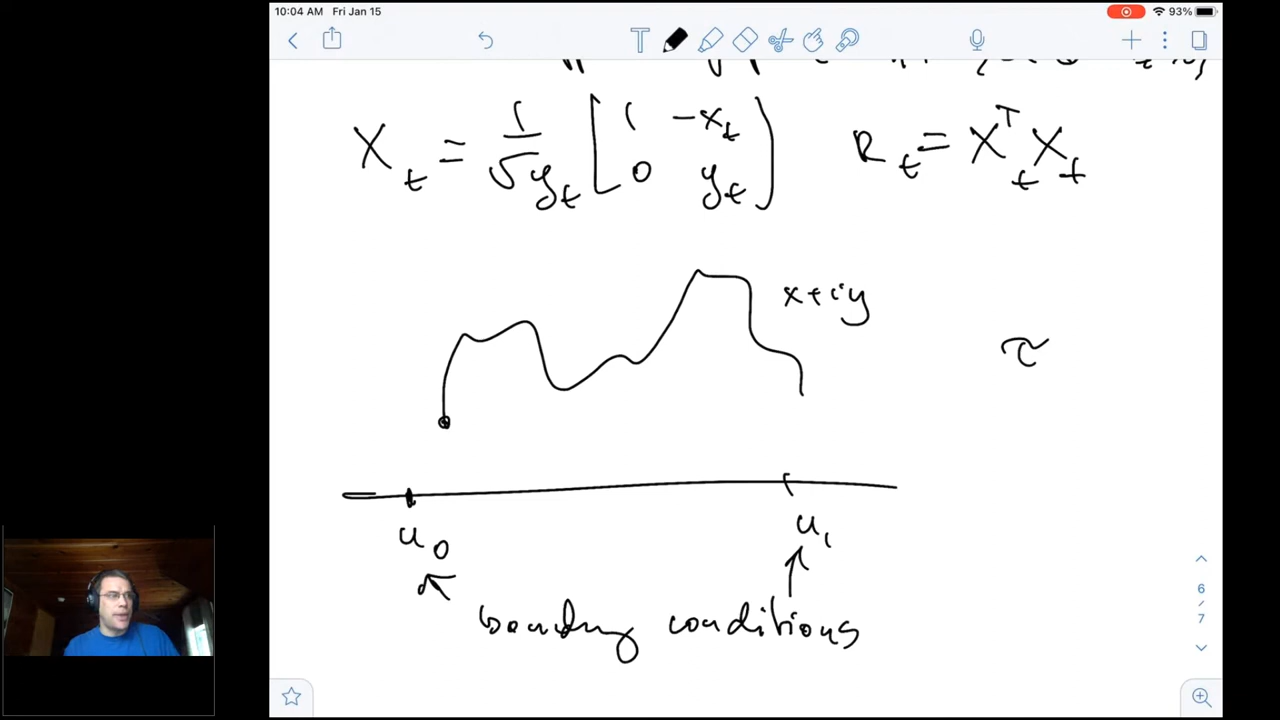 10:04 AM Fri Jan 15 93%
X_t = 1/√y_t [1 -x_t; 0 y_t] R_t = X_t^T X_t
x+iy
τ
u_0 u_1
boundary conditions
6
/
7